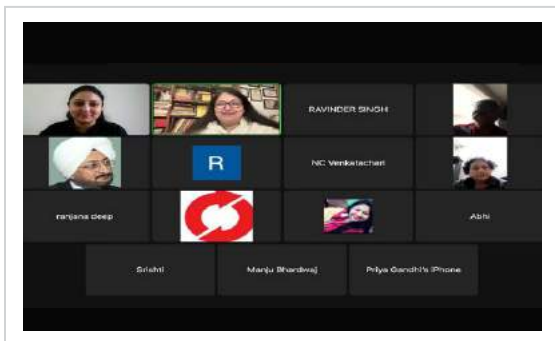 RAVINDER SINGH
R
NC Venkatachari
ranjana deep
Abhi
Srishti
Manju Bhardwaj
Priya Gandhi's iPhone